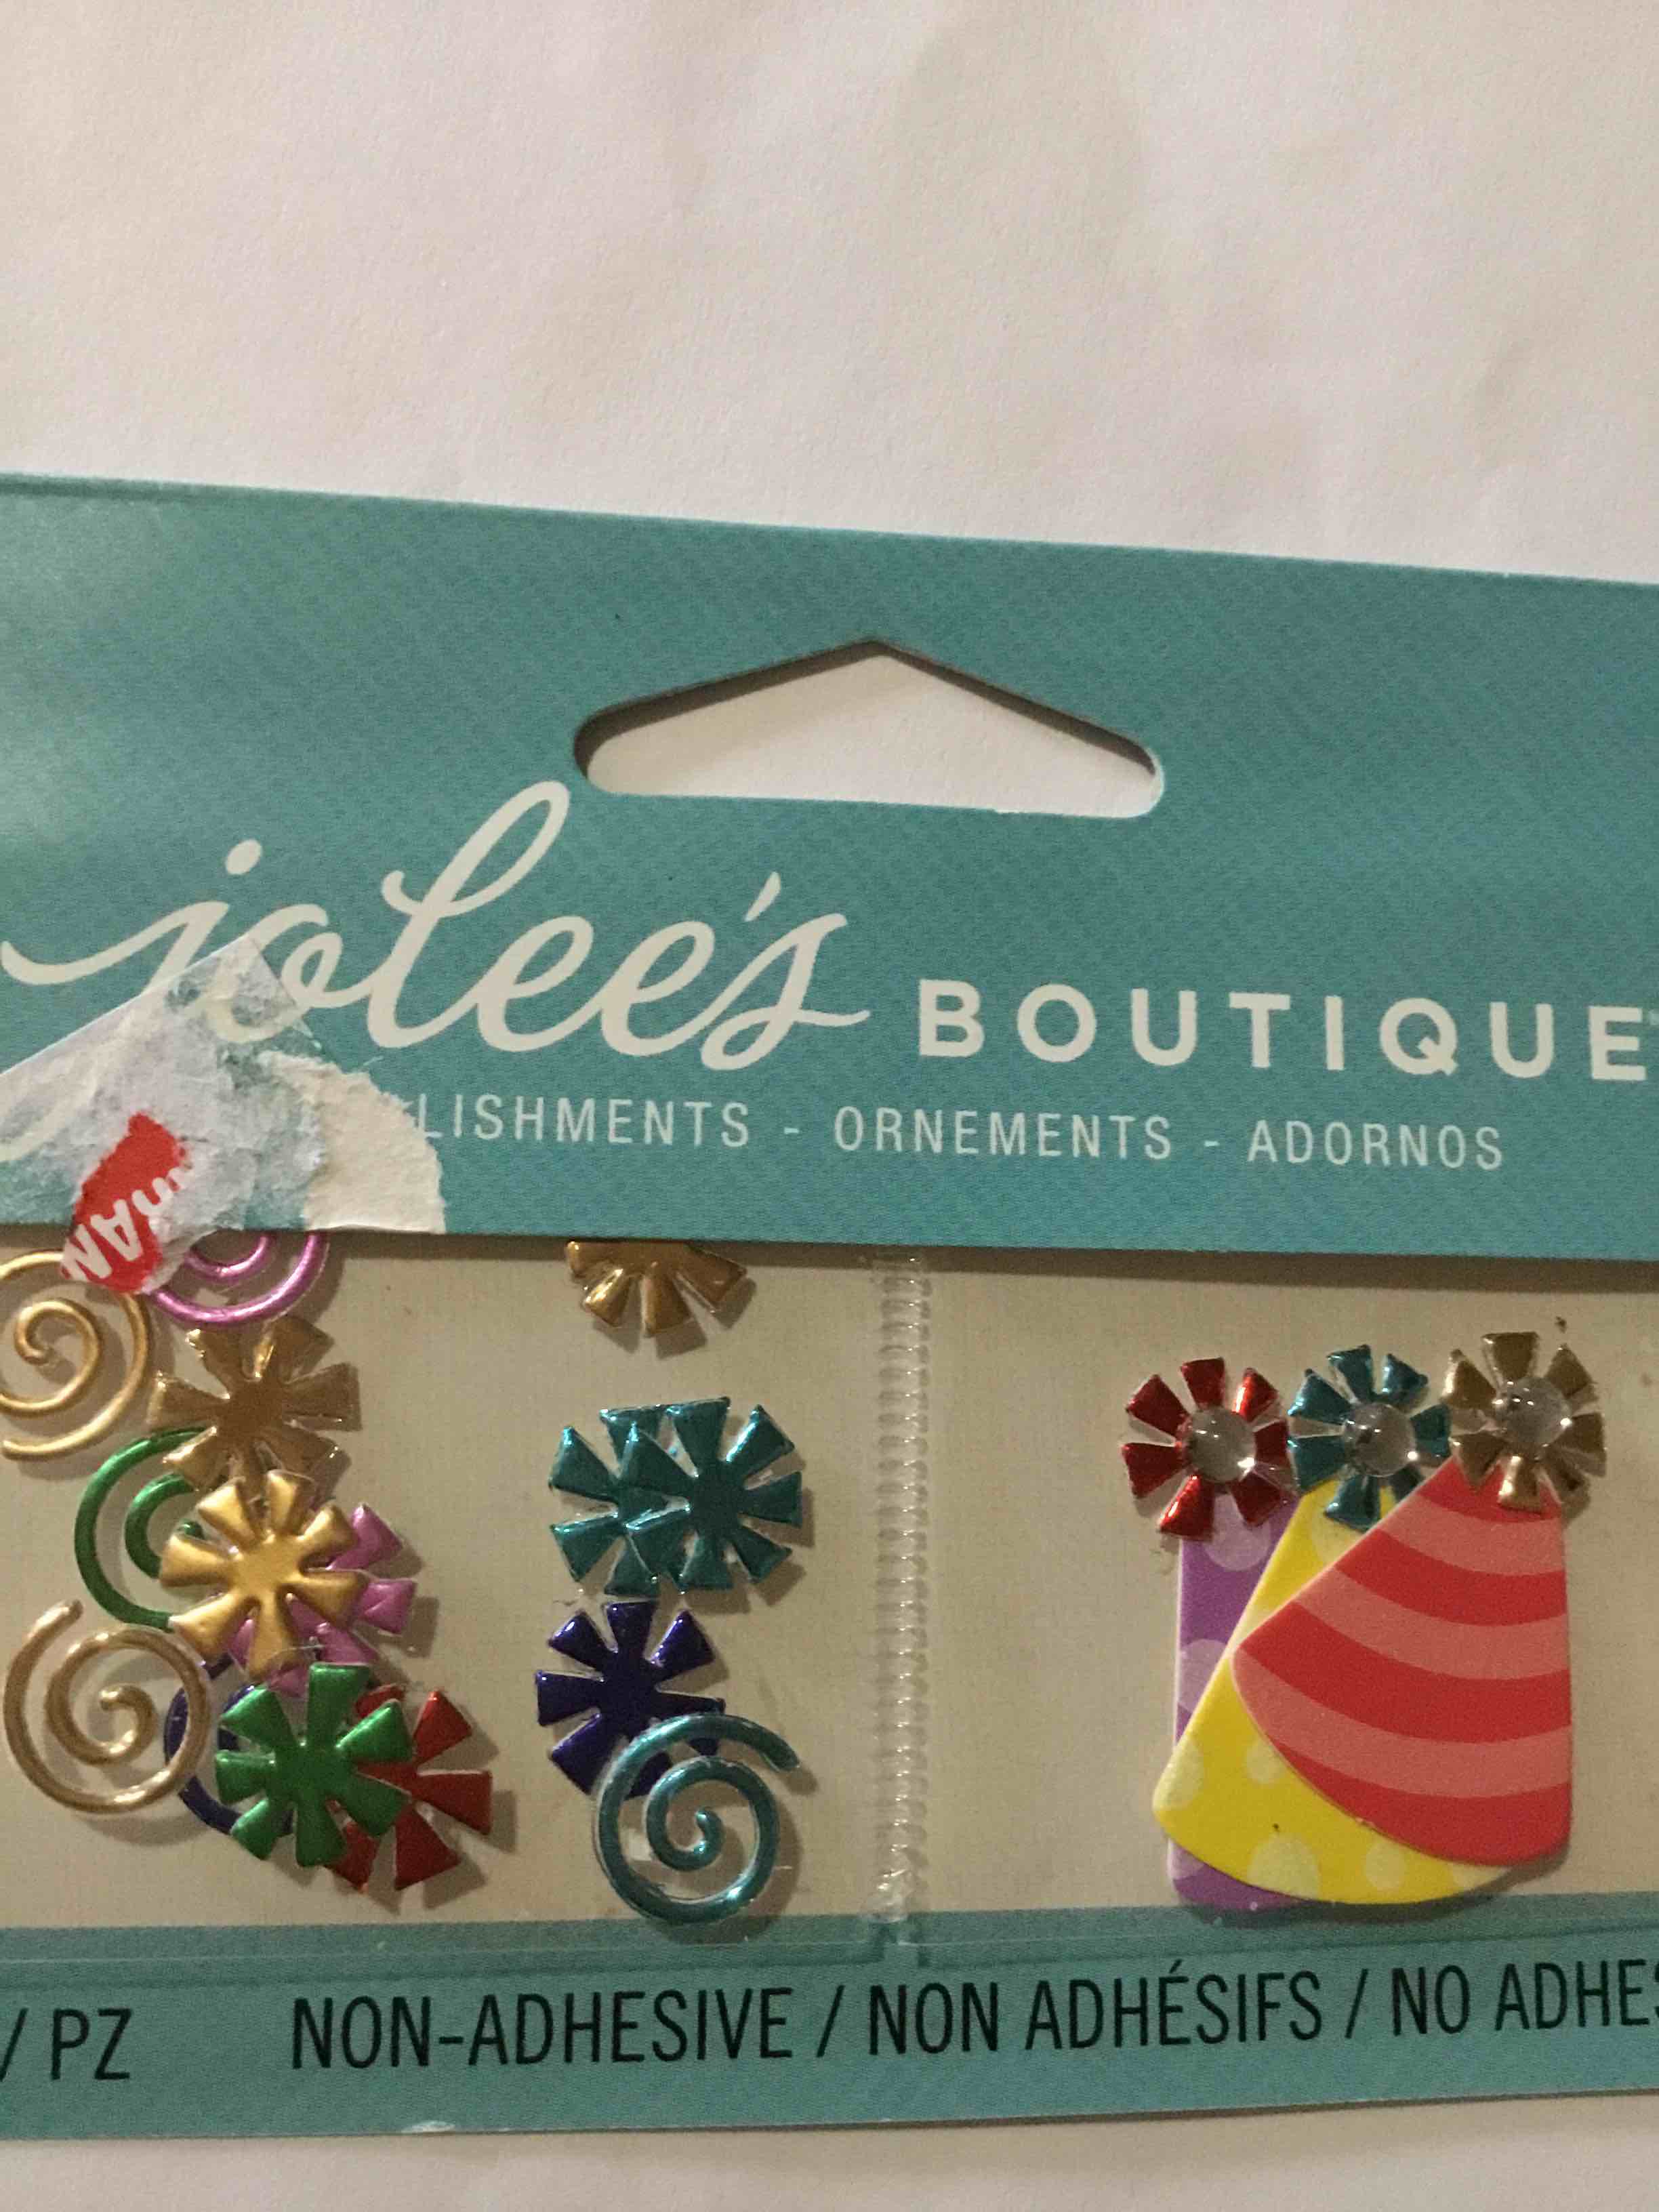 jolee's BOUTIQUE
LISHMENTS - ORNEMENTS - ADORNOS
/ PZ NON-ADHESIVE / NON ADHÉSIFS / NO ADHES